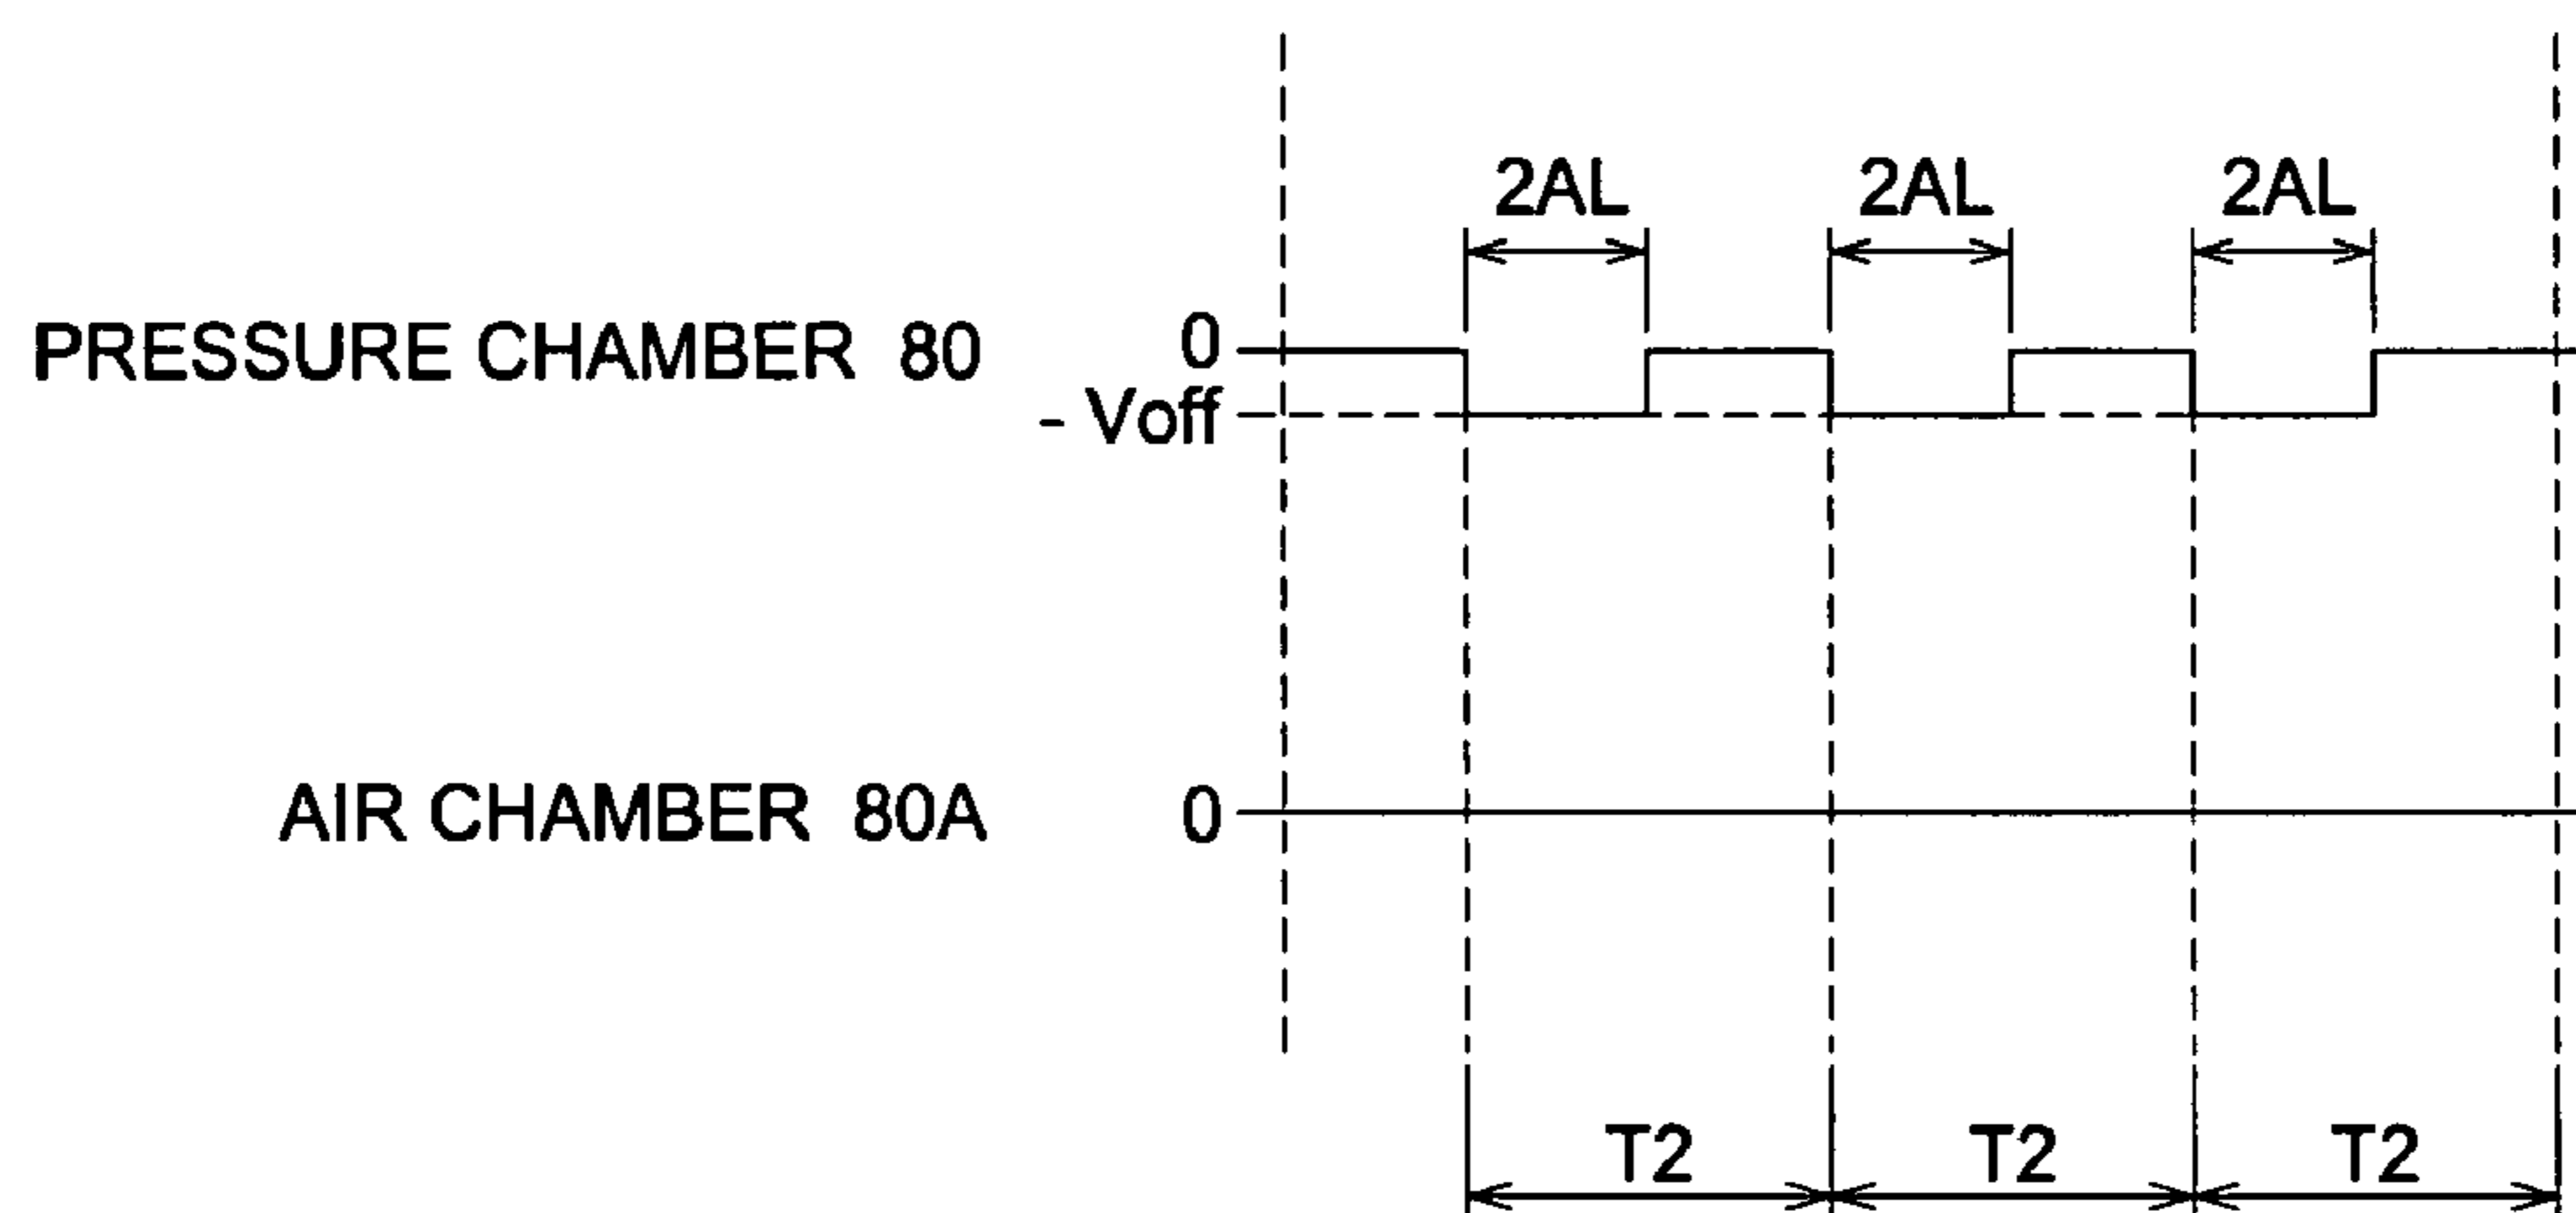 2AL 2AL 2AL
PRESSURE CHAMBER 80 0
- Voff
AIR CHAMBER 80A 0
T2 T2 T2